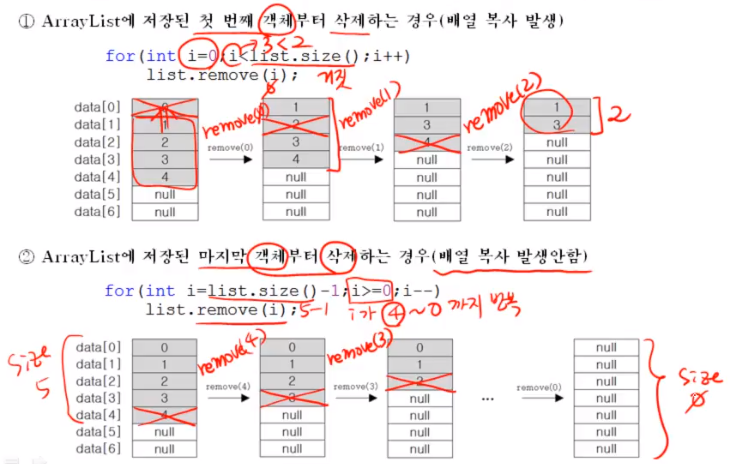 ① ArrayList에 저장된 첫 번째 객체부터 삭제하는 경우(배열 복사 발생)
3<2
for(int i=0;i<list.size();i++)
list.remove(i);
거짓
remove(0) remove(1) remove(2)
data[0] 0 1 1 1
data[1] 1 2 3 3
data[2] 2 3 4 null
data[3] 3 4 null null
data[4] 4 null null null
data[5] null null null null
data[6] null null null null
remove(0) remove(1) remove(2)
2
② ArrayList에 저장된 마지막 객체부터 삭제하는 경우(배열 복사 발생안함)
for(int i=list.size()-1;i>=0;i--)
list.remove(i);
5-1 i가 4~0 까지 반복
remove(4) remove(3)
size 5
data[0] 0 0 0 null
data[1] 1 1 1 null
data[2] 2 2 2 null
data[3] 3 3 null null
data[4] 4 null null null
data[5] null null null null
data[6] null null null null
remove(4) remove(3) ... remove(0)
size 0